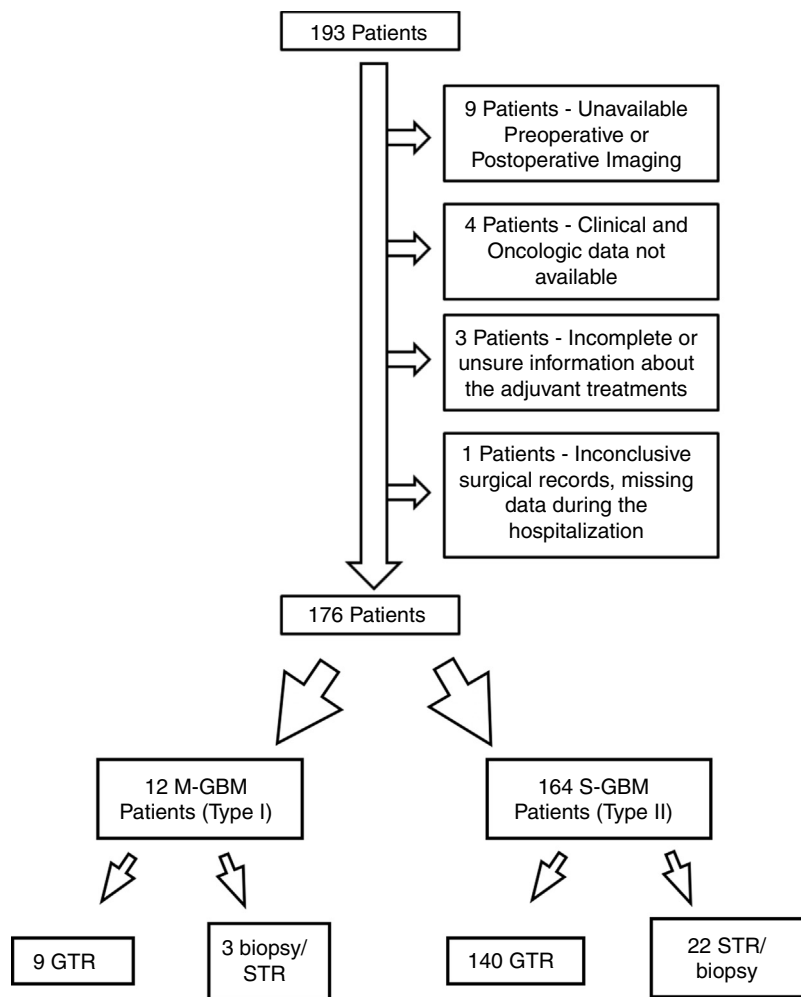 193 Patients
9 Patients - Unavailable
Preoperative or
Postoperative Imaging
4 Patients - Clinical and
Oncologic data not
available
3 Patients - Incomplete or
unsure information about
the adjuvant treatments
1 Patients - Inconclusive
surgical records, missing
data during the
hospitalization
176 Patients
12 M-GBM
Patients (Type I)
164 S-GBM
Patients (Type II)
9 GTR
3 biopsy/
STR
140 GTR
22 STR/
biopsy